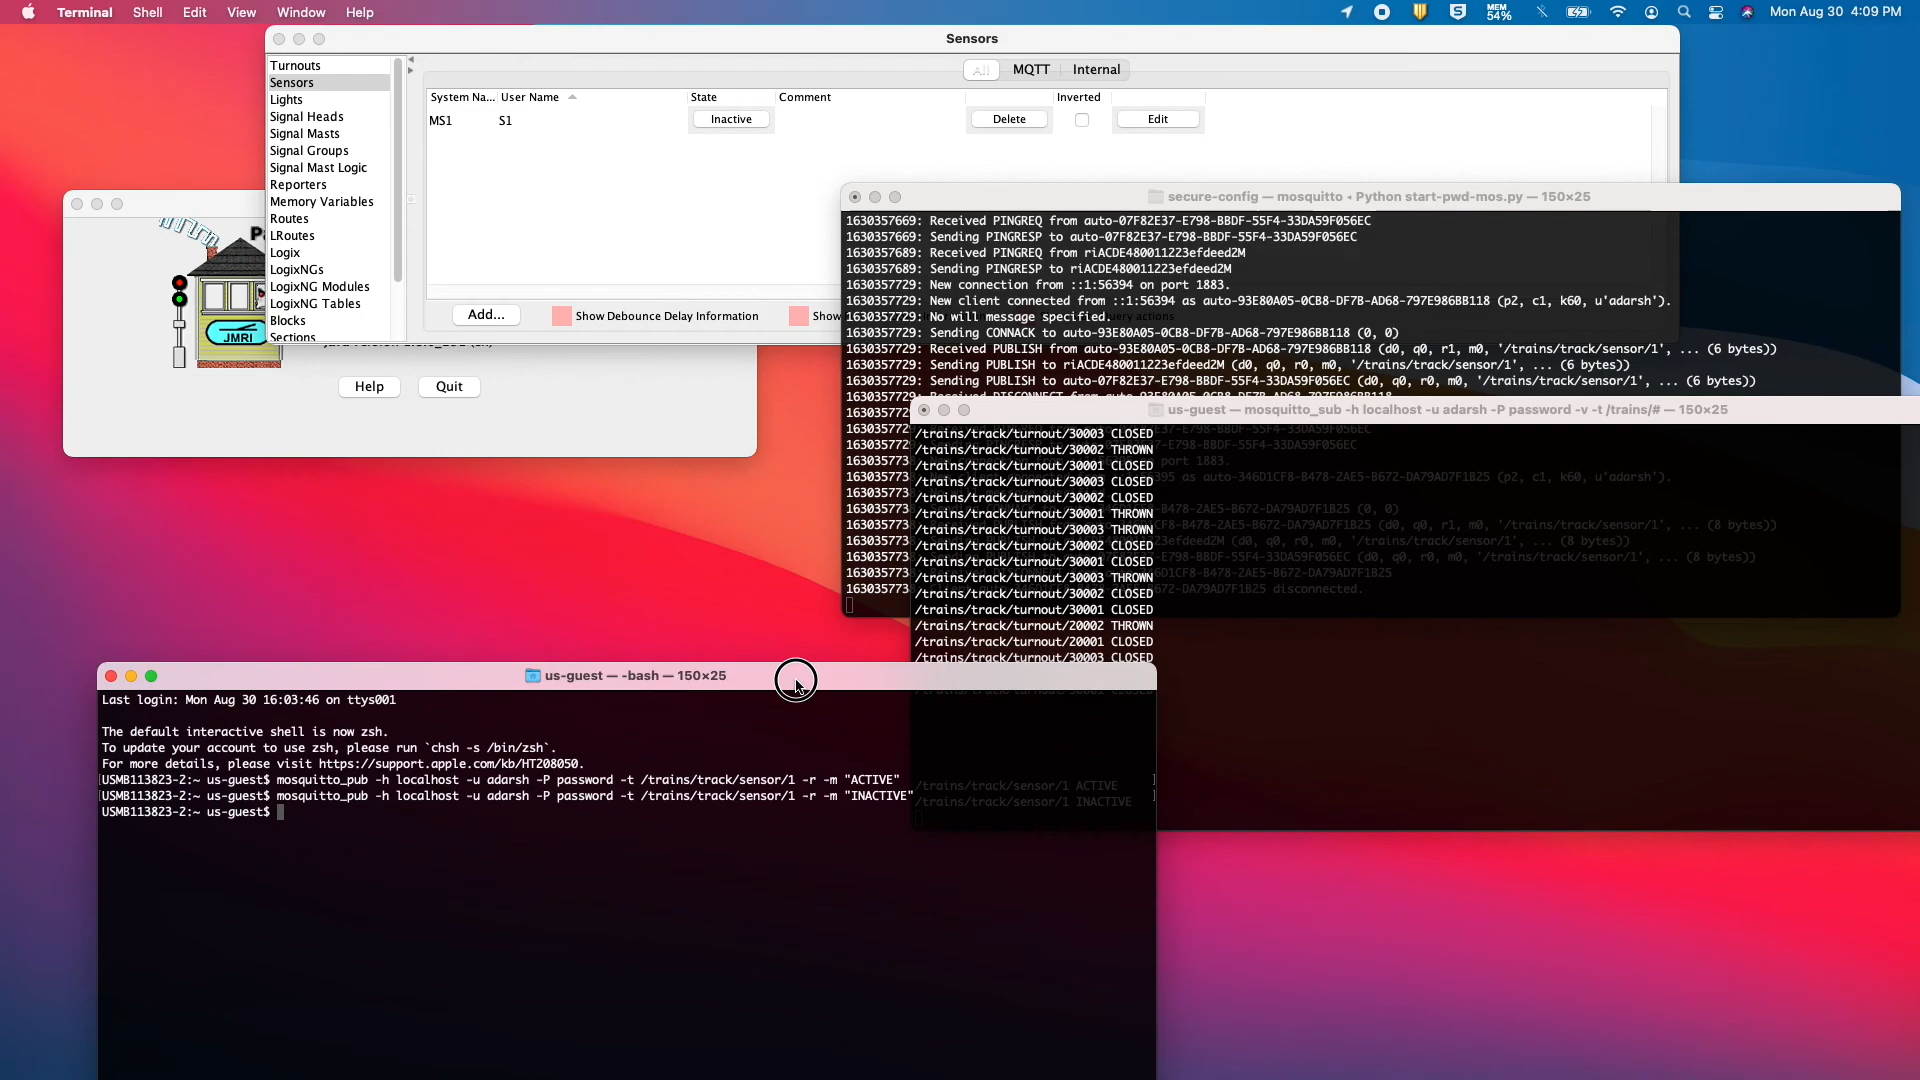 Terminal Shell Edit View Window Help
MEM 54% Mon Aug 30 4:09 PM
Sensors
Turnouts
Sensors
Lights
Signal Heads
Signal Masts
Signal Groups
Signal Mast Logic
Reporters
Memory Variables
Routes
LRoutes
Logix
LogixNGs
LogixNG Modules
LogixNG Tables
Blocks
Sections
All MQTT Internal
System Na... User Name State Comment Inverted
MS1 S1 Inactive Delete Edit
Add... Show Debounce Delay Information Show
JMRI
Help Quit
secure-config — mosquitto • Python start-pwd-mos.py — 150×25
1630357669: Received PINGREQ from auto-07F82E37-E798-BBDF-55F4-33DA59F056EC
1630357669: Sending PINGRESP to auto-07F82E37-E798-BBDF-55F4-33DA59F056EC
1630357689: Received PINGREQ from riACDE480011223efdeed2M
1630357689: Sending PINGRESP to riACDE480011223efdeed2M
1630357729: New connection from ::1:56394 on port 1883.
1630357729: New client connected from ::1:56394 as auto-93E80A05-0CB8-DF7B-AD68-797E986BB118 (p2, c1, k60, u'adarsh').
1630357729: No will message specified.
1630357729: Sending CONNACK to auto-93E80A05-0CB8-DF7B-AD68-797E986BB118 (0, 0)
1630357729: Received PUBLISH from auto-93E80A05-0CB8-DF7B-AD68-797E986BB118 (d0, q0, r1, m0, '/trains/track/sensor/1', ... (6 bytes))
1630357729: Sending PUBLISH to riACDE480011223efdeed2M (d0, q0, r0, m0, '/trains/track/sensor/1', ... (6 bytes))
1630357729: Sending PUBLISH to auto-07F82E37-E798-BBDF-55F4-33DA59F056EC (d0, q0, r0, m0, '/trains/track/sensor/1', ... (6 bytes))
us-guest — mosquitto_sub -h localhost -u adarsh -P password -v -t /trains/# — 150×25
/trains/track/turnout/30003 CLOSED
/trains/track/turnout/30002 THROWN
/trains/track/turnout/30001 CLOSED
/trains/track/turnout/30003 CLOSED
/trains/track/turnout/30002 CLOSED
/trains/track/turnout/30001 THROWN
/trains/track/turnout/30003 THROWN
/trains/track/turnout/30002 CLOSED
/trains/track/turnout/30001 CLOSED
/trains/track/turnout/30003 THROWN
/trains/track/turnout/30002 CLOSED
/trains/track/turnout/30001 CLOSED
/trains/track/turnout/20002 THROWN
/trains/track/turnout/20001 CLOSED
/trains/track/turnout/30003 CLOSED
/trains/track/sensor/1 ACTIVE
/trains/track/sensor/1 INACTIVE
us-guest — -bash — 150×25
Last login: Mon Aug 30 16:03:46 on ttys001
The default interactive shell is now zsh.
To update your account to use zsh, please run `chsh -s /bin/zsh`.
For more details, please visit https://support.apple.com/kb/HT208050.
[USMB113823-2:~ us-guest$ mosquitto_pub -h localhost -u adarsh -P password -t /trains/track/sensor/1 -r -m "ACTIVE" ]
[USMB113823-2:~ us-guest$ mosquitto_pub -h localhost -u adarsh -P password -t /trains/track/sensor/1 -r -m "INACTIVE" ]
USMB113823-2:~ us-guest$